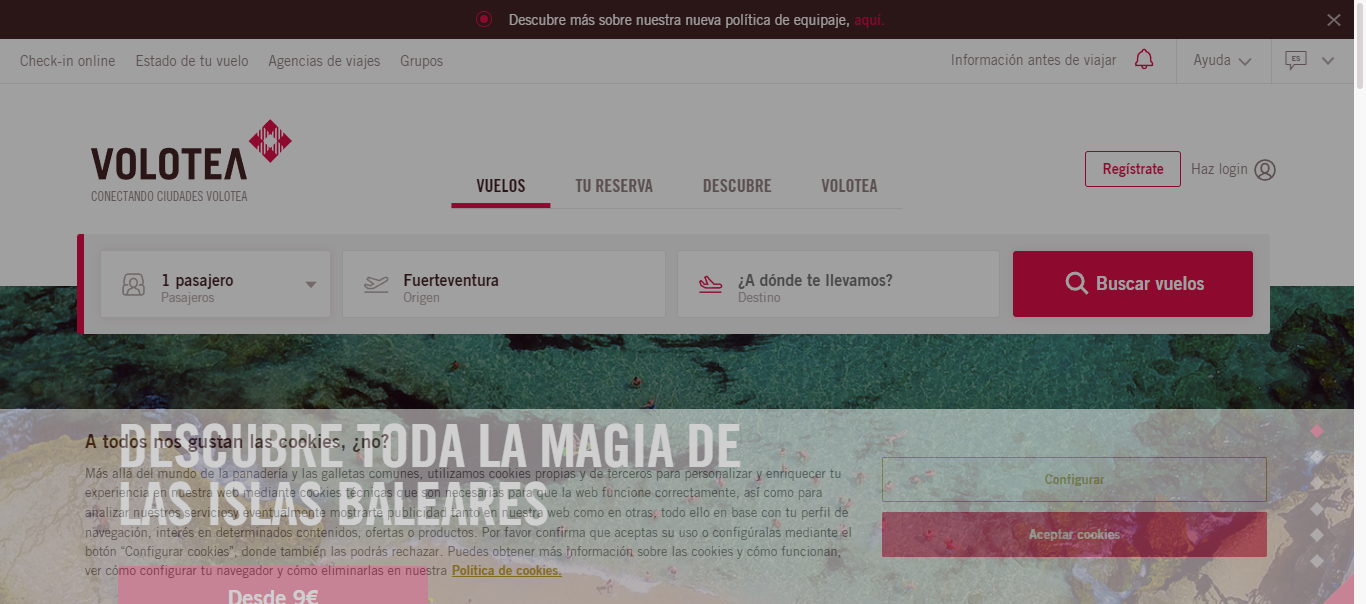 Descubre más sobre nuestra nueva política de equipaje, aquí.
Check-in online Estado de tu vuelo Agencias de viajes Grupos Información antes de viajar Ayuda ES
VOLOTEA
CONECTANDO CIUDADES VOLOTEA
VUELOS TU RESERVA DESCUBRE VOLOTEA
Regístrate Haz login
1 pasajero
Pasajeros
Fuerteventura
Origen
¿A dónde te llevamos?
Destino
Buscar vuelos
DESCUBRE TODA LA MAGIA DE
LAS ISLAS BALEARES
Desde 9€
A todos nos gustan las cookies, ¿no?
Más allá del mundo de la panadería y las galletas comunes, utilizamos cookies propias y de terceros para personalizar y enriquecer tu
experiencia en nuestra web mediante cookies técnicas que son necesarias para que la web funcione correctamente, así como para
analizar nuestros servicios y eventualmente mostrarte publicidad tanto en nuestra web como en otras, todo ello en base con tu perfil de
navegación, interés en determinados contenidos, ofertas o productos. Por favor confirma que aceptas su uso o configúralas mediante el
botón “Configurar cookies”, donde también las podrás rechazar. Puedes obtener más información sobre las cookies y cómo funcionan,
ver cómo configurar tu navegador y cómo eliminarlas en nuestra Política de cookies.
Configurar
Aceptar cookies